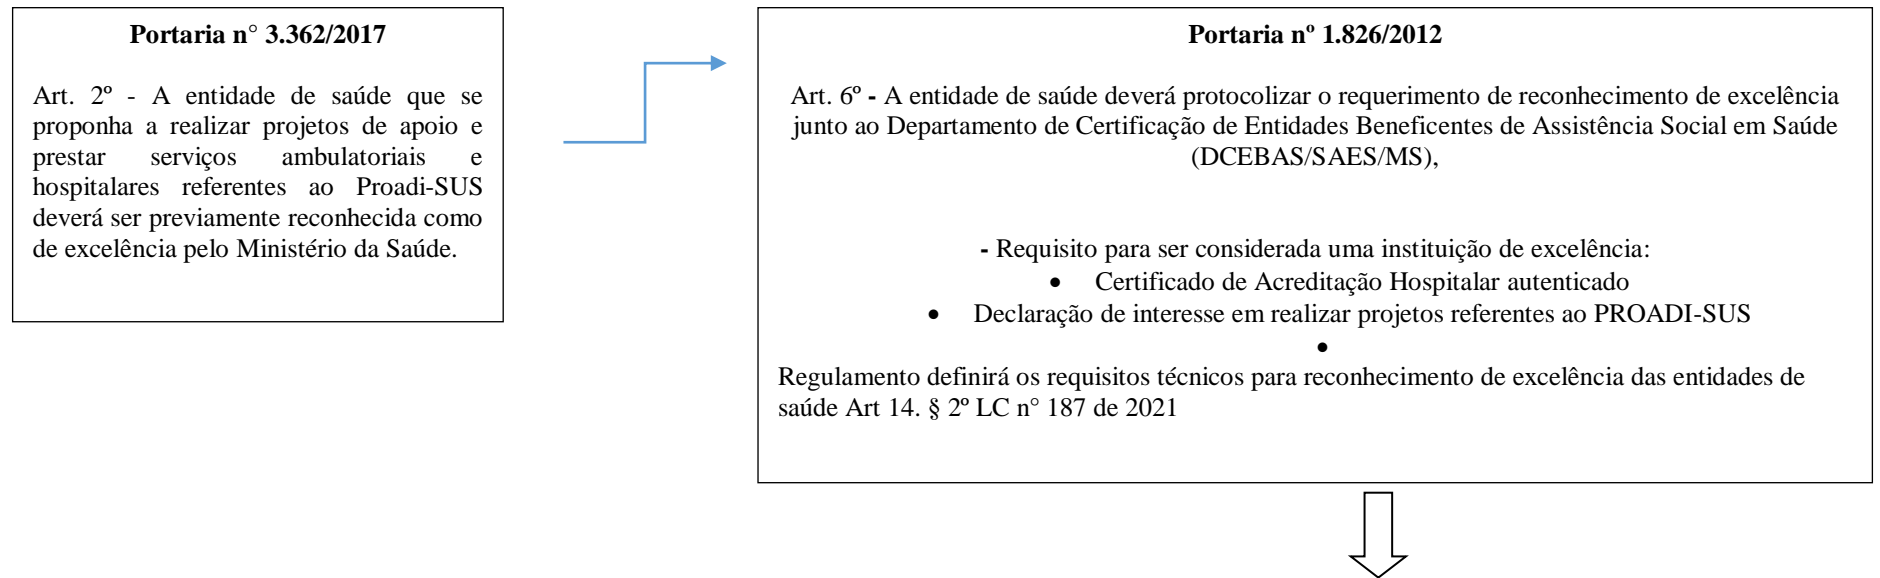 Portaria n° 3.362/2017
Art. 2º - A entidade de saúde que se
proponha a realizar projetos de apoio e
prestar serviços ambulatoriais e
hospitalares referentes ao Proadi-SUS
deverá ser previamente reconhecida como
de excelência pelo Ministério da Saúde.
Portaria nº 1.826/2012
Art. 6º - A entidade de saúde deverá protocolizar o requerimento de reconhecimento de excelência
junto ao Departamento de Certificação de Entidades Beneficentes de Assistência Social em Saúde
(DCEBAS/SAES/MS),
- Requisito para ser considerada uma instituição de excelência:
• Certificado de Acreditação Hospitalar autenticado
• Declaração de interesse em realizar projetos referentes ao PROADI-SUS
•
Regulamento definirá os requisitos técnicos para reconhecimento de excelência das entidades de
saúde Art 14. § 2º LC n° 187 de 2021